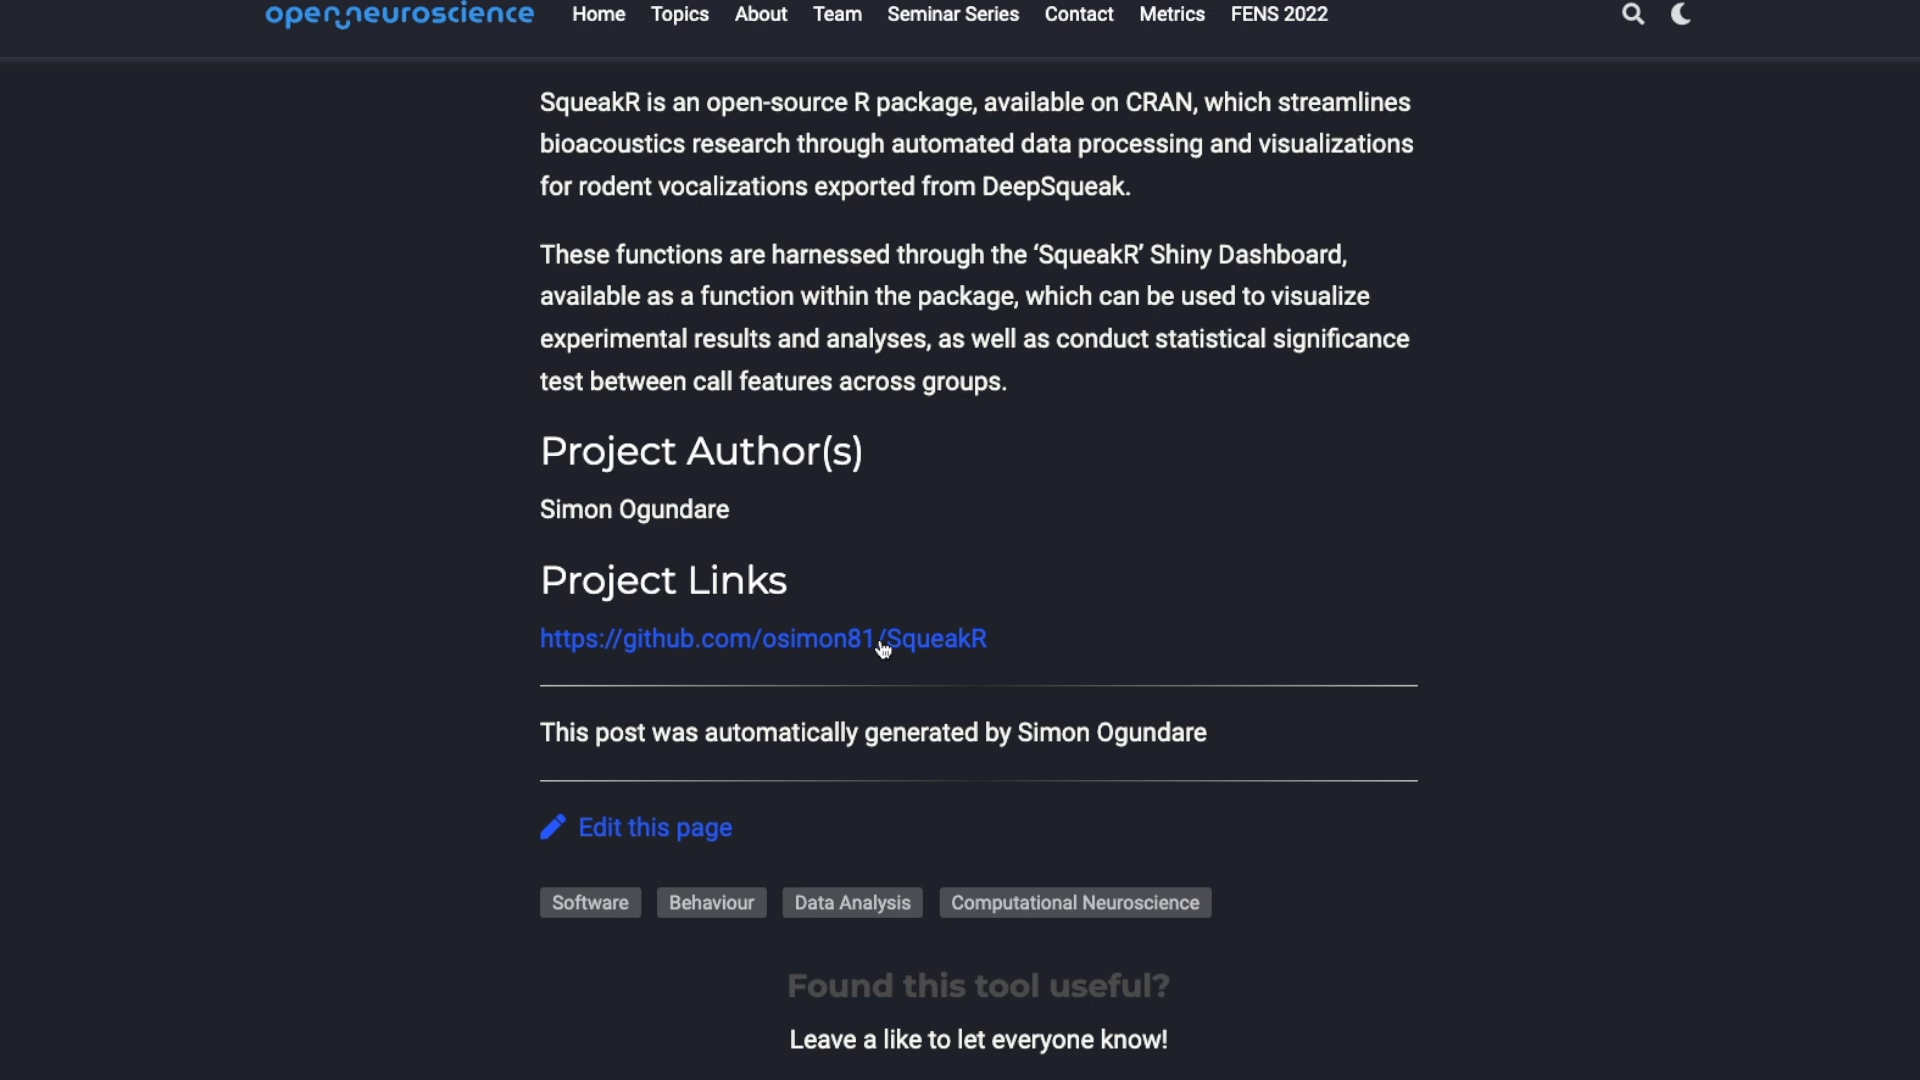 openneuroscience Home Topics About Team Seminar Series Contact Metrics FENS 2022
SqueakR is an open-source R package, available on CRAN, which streamlines
bioacoustics research through automated data processing and visualizations
for rodent vocalizations exported from DeepSqueak.
These functions are harnessed through the ‘SqueakR’ Shiny Dashboard,
available as a function within the package, which can be used to visualize
experimental results and analyses, as well as conduct statistical significance
test between call features across groups.
Project Author(s)
Simon Ogundare
Project Links
https://github.com/osimon81/SqueakR
This post was automatically generated by Simon Ogundare
Edit this page
Software Behaviour Data Analysis Computational Neuroscience
Found this tool useful?
Leave a like to let everyone know!